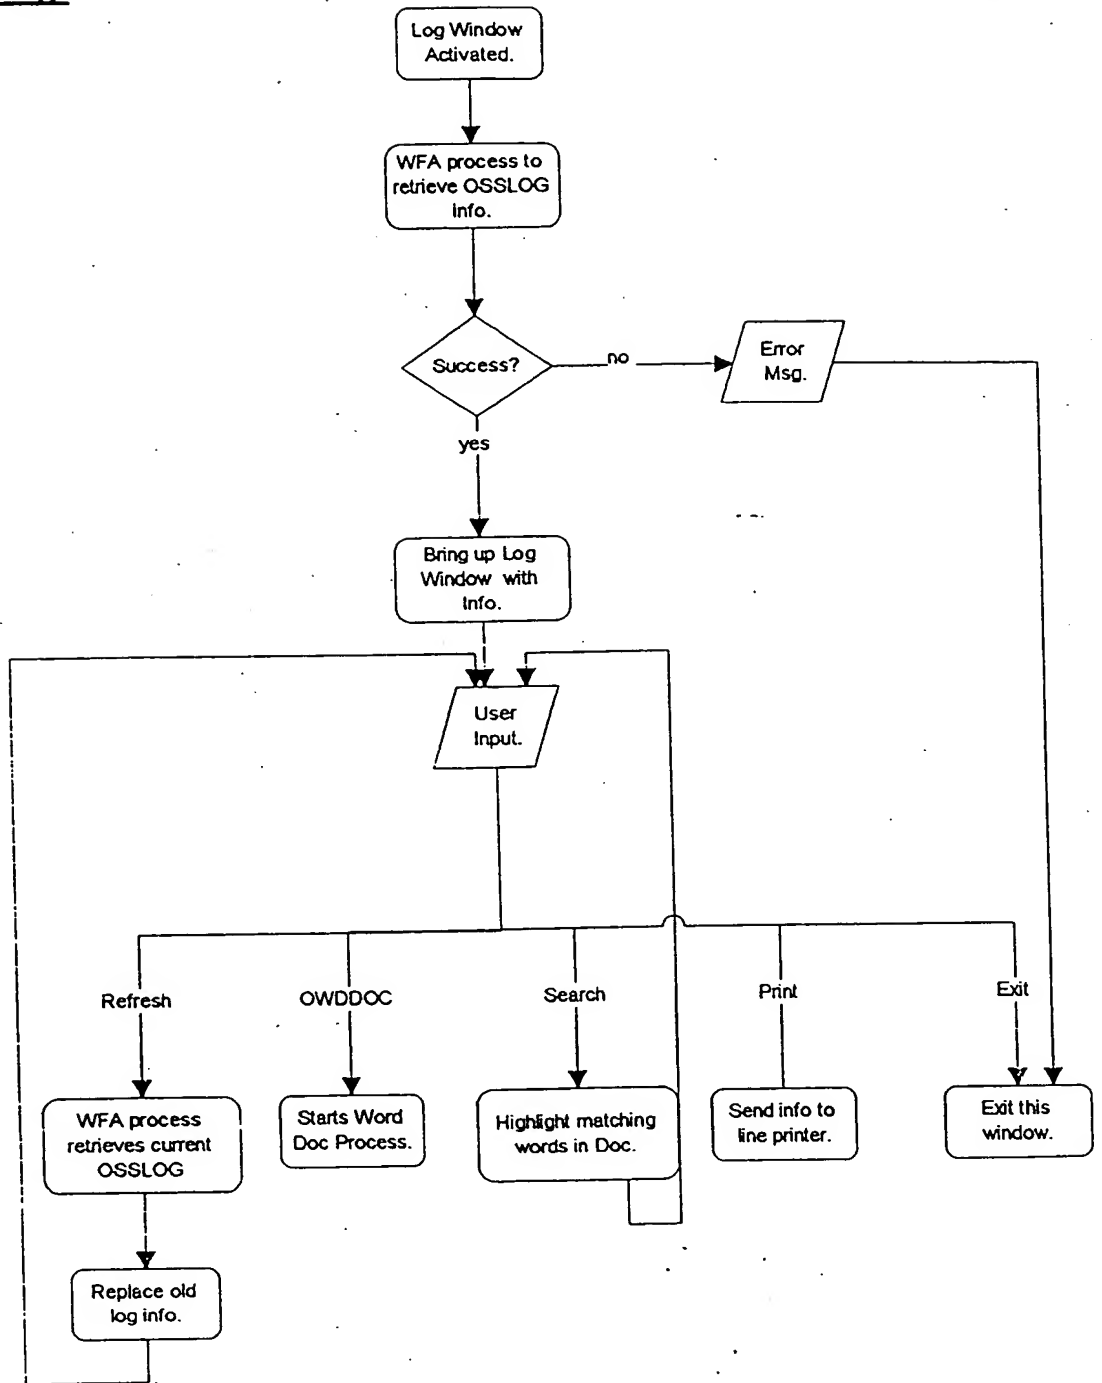 Log Window
Activated.
WFA process to
retrieve OSSLOG
Info.
Success?
no
Error
Msg.
yes
Bring up Log
Window with
Info.
User
Input.
Refresh
OWDDOC
Search
Print
Exit
WFA process
retrieves current
OSSLOG
Starts Word
Doc Process.
Highlight matching
words in Doc.
Send info to
line printer.
Exit this
window.
Replace old
log info.